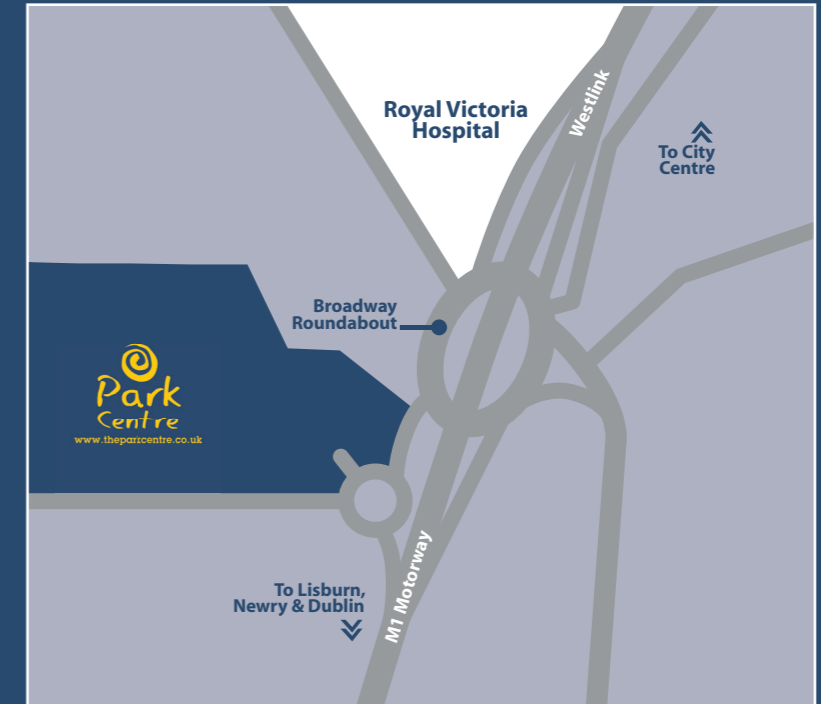 Royal Victoria
Hospital
Westlink
To City
Centre
Broadway
Roundabout
Park
Centre
www.theparkcentre.co.uk
To Lisburn,
Newry & Dublin
M1 Motorway